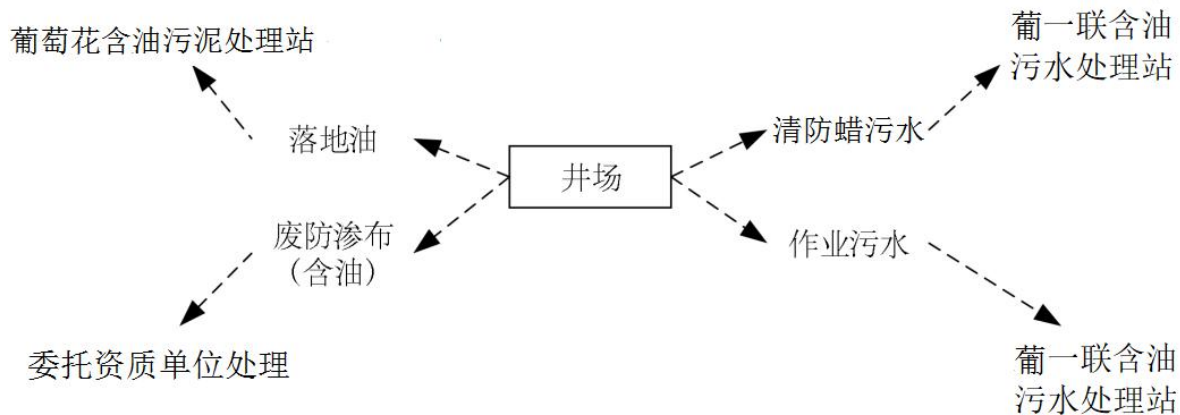 葡萄花含油污泥处理站
葡一联含油
污水处理站
落地油
清防蜡污水
井场
废防渗布
（含油）
作业污水
委托资质单位处理
葡一联含油
污水处理站